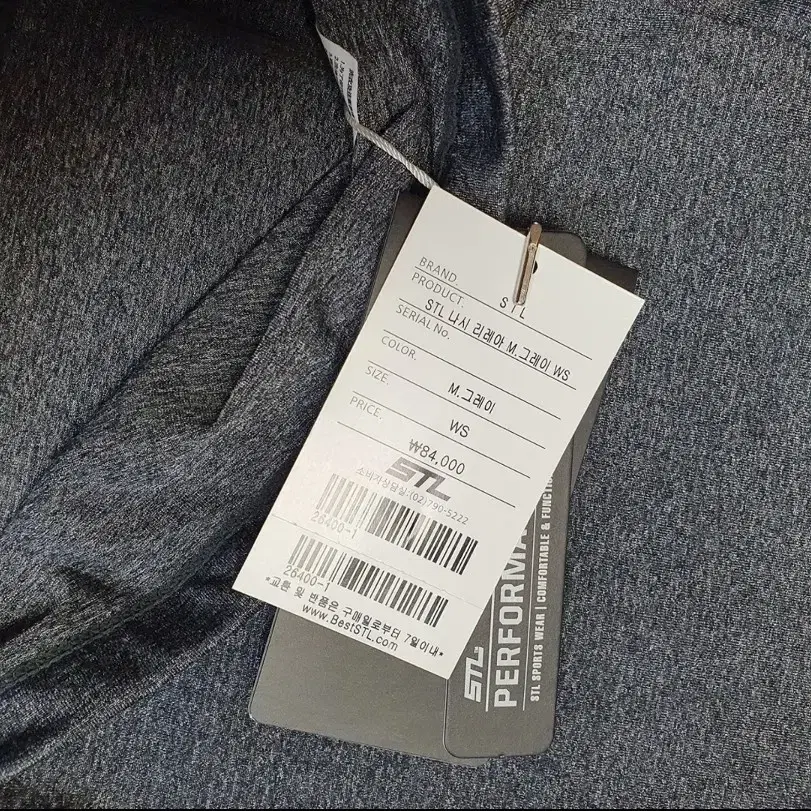 BRAND.
STL
PRODUCT.
STL 나시 리레아 M.그레이 WS
SERIAL No.
COLOR.
M.그레이
SIZE.
WS
PRICE.
₩84,000
STL
소비자상담실:(02)790-5222
26400-1
26400-1
*교환 및 반품은 구매일로부터 7일이내*
www.BestSTL.com
STL
PERFORMA
STL SPORTS WEAR | COMFORTABLE & FUNCTIO